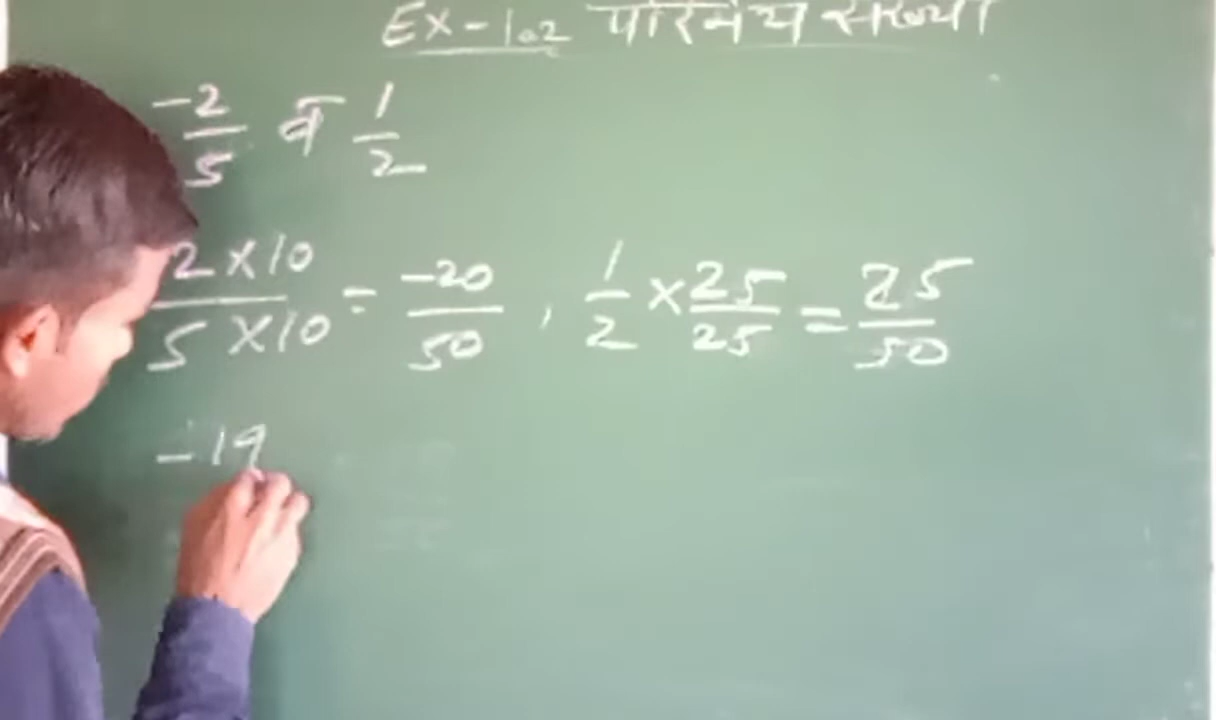 Ex-1.2 परिमेय संख्या
-2/5 व 1/2
2×10/5×10 = -20/50 , 1/2 × 25/25 = 25/50
-19